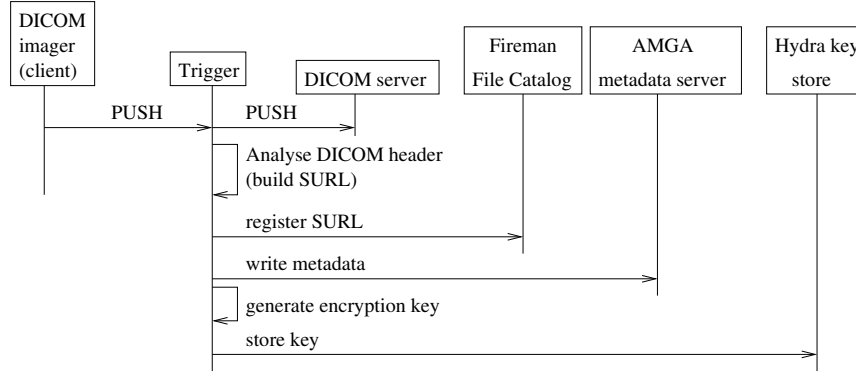 DICOM
imager
(client)
Trigger
DICOM server
Fireman
File Catalog
AMGA
metadata server
Hydra key
store
PUSH
PUSH
Analyse DICOM header
(build SURL)
register SURL
write metadata
generate encryption key
store key